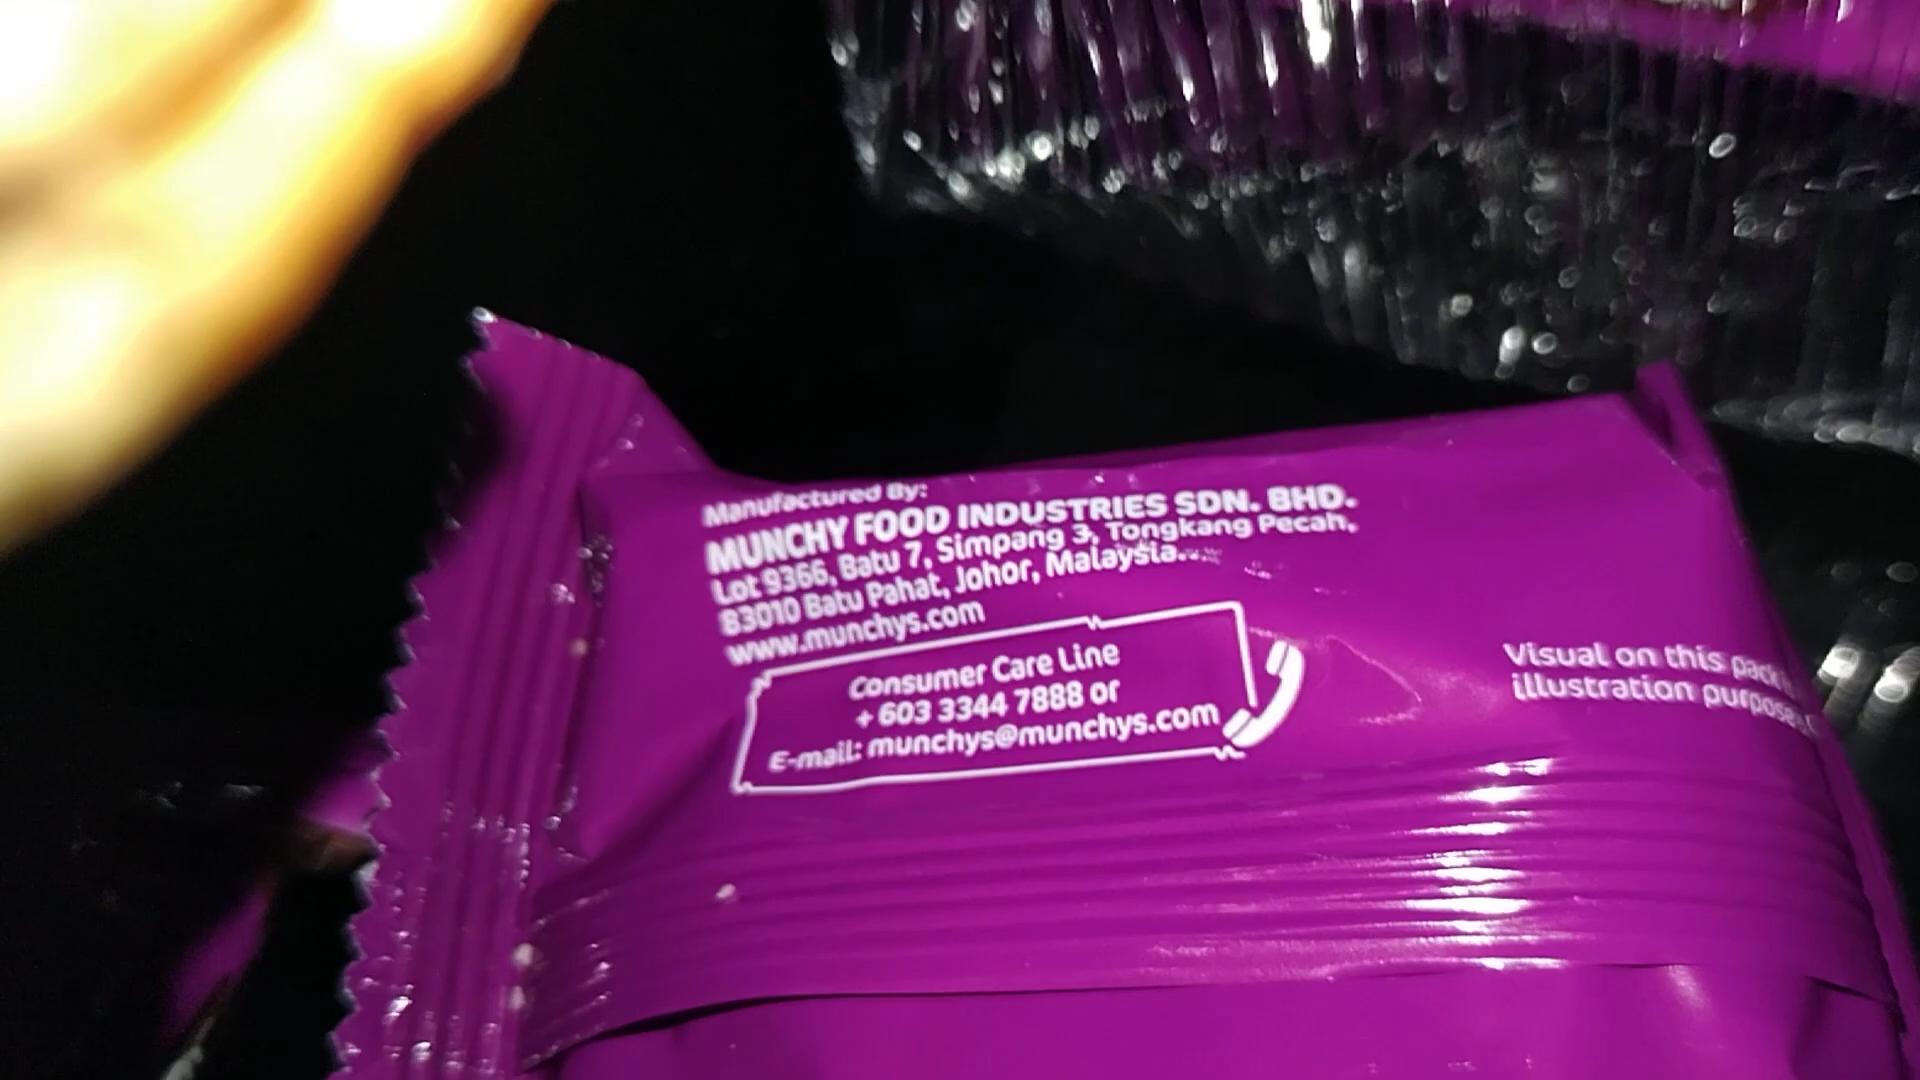 Manufactured By:
MUNCHY FOOD INDUSTRIES SDN. BHD.
Lot 9366, Batu 7, Simpang 3, Tongkang Pecah,
83010 Batu Pahat, Johor, Malaysia.
www.munchys.com
Consumer Care Line
+603 3344 7888 or
E-mail: munchys@munchys.com
Visual on this
illustration